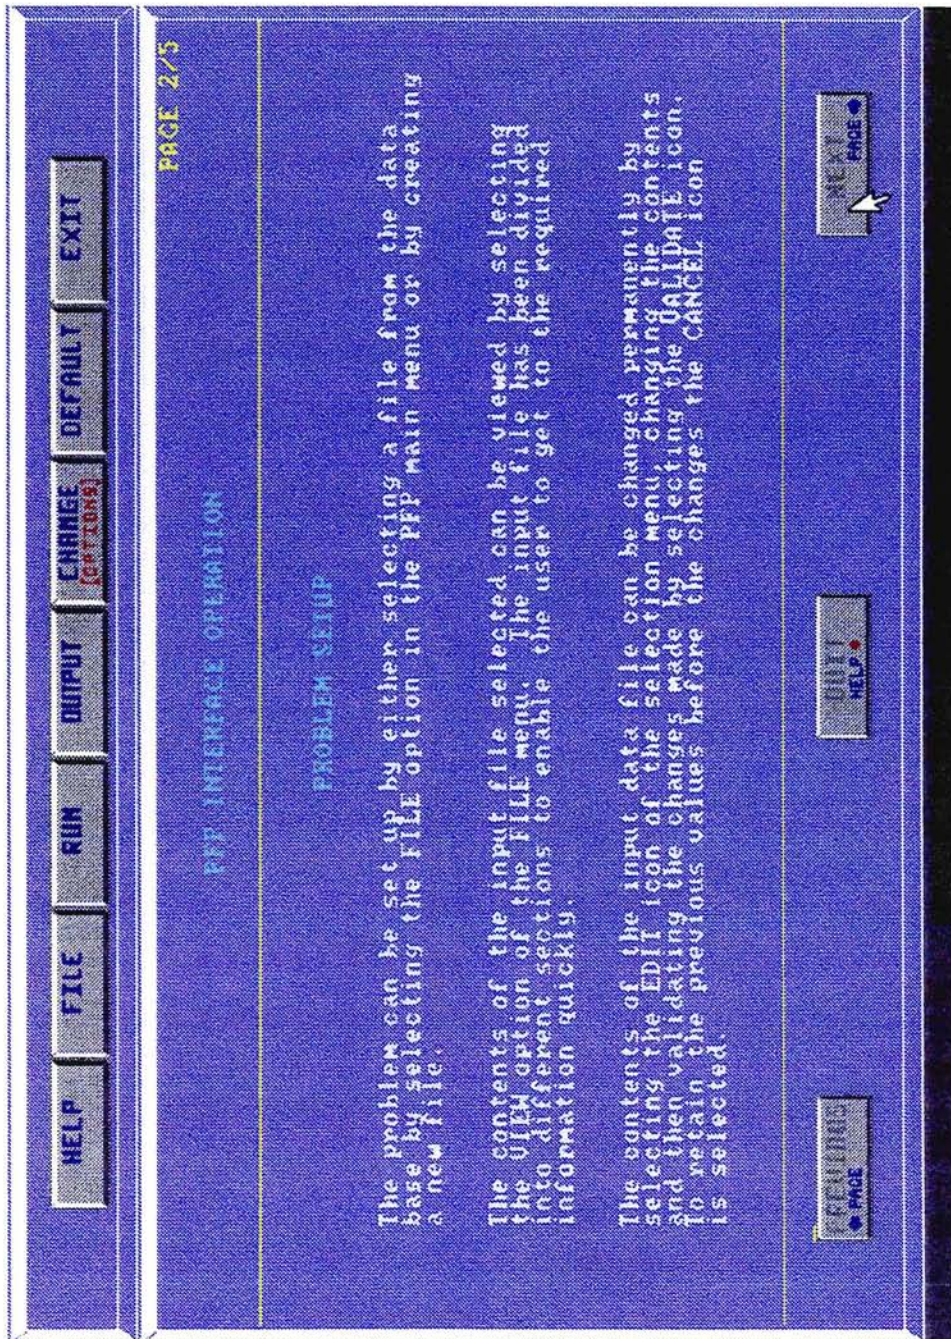 HELP
FILE
RUN
OUTPUT
CHANGE
[OPTIONS]
DEFAULT
EXIT
PAGE 2/5
PFP INTERFACE OPERATION
PROBLEM SETUP
The problem can be set up by either selecting a file from the data
base by selecting the FILE option in the PFP main menu or by creating
a new file.
The contents of the input file selected can be viewed by selecting
the VIEW option of the FILE menu. The input file has been divided
into different sections to enable the user to get to the required
information quickly.
The contents of the input data file can be changed permanently by
selecting the EDIT icon of the selection menu, changing the contents
and then validating the changes made by selecting the VALIDATE icon.
To retain the previous values before the changes the CANCEL icon
is selected.
PREVIOUS
PAGE
QUIT
HELP
NEXT
PAGE